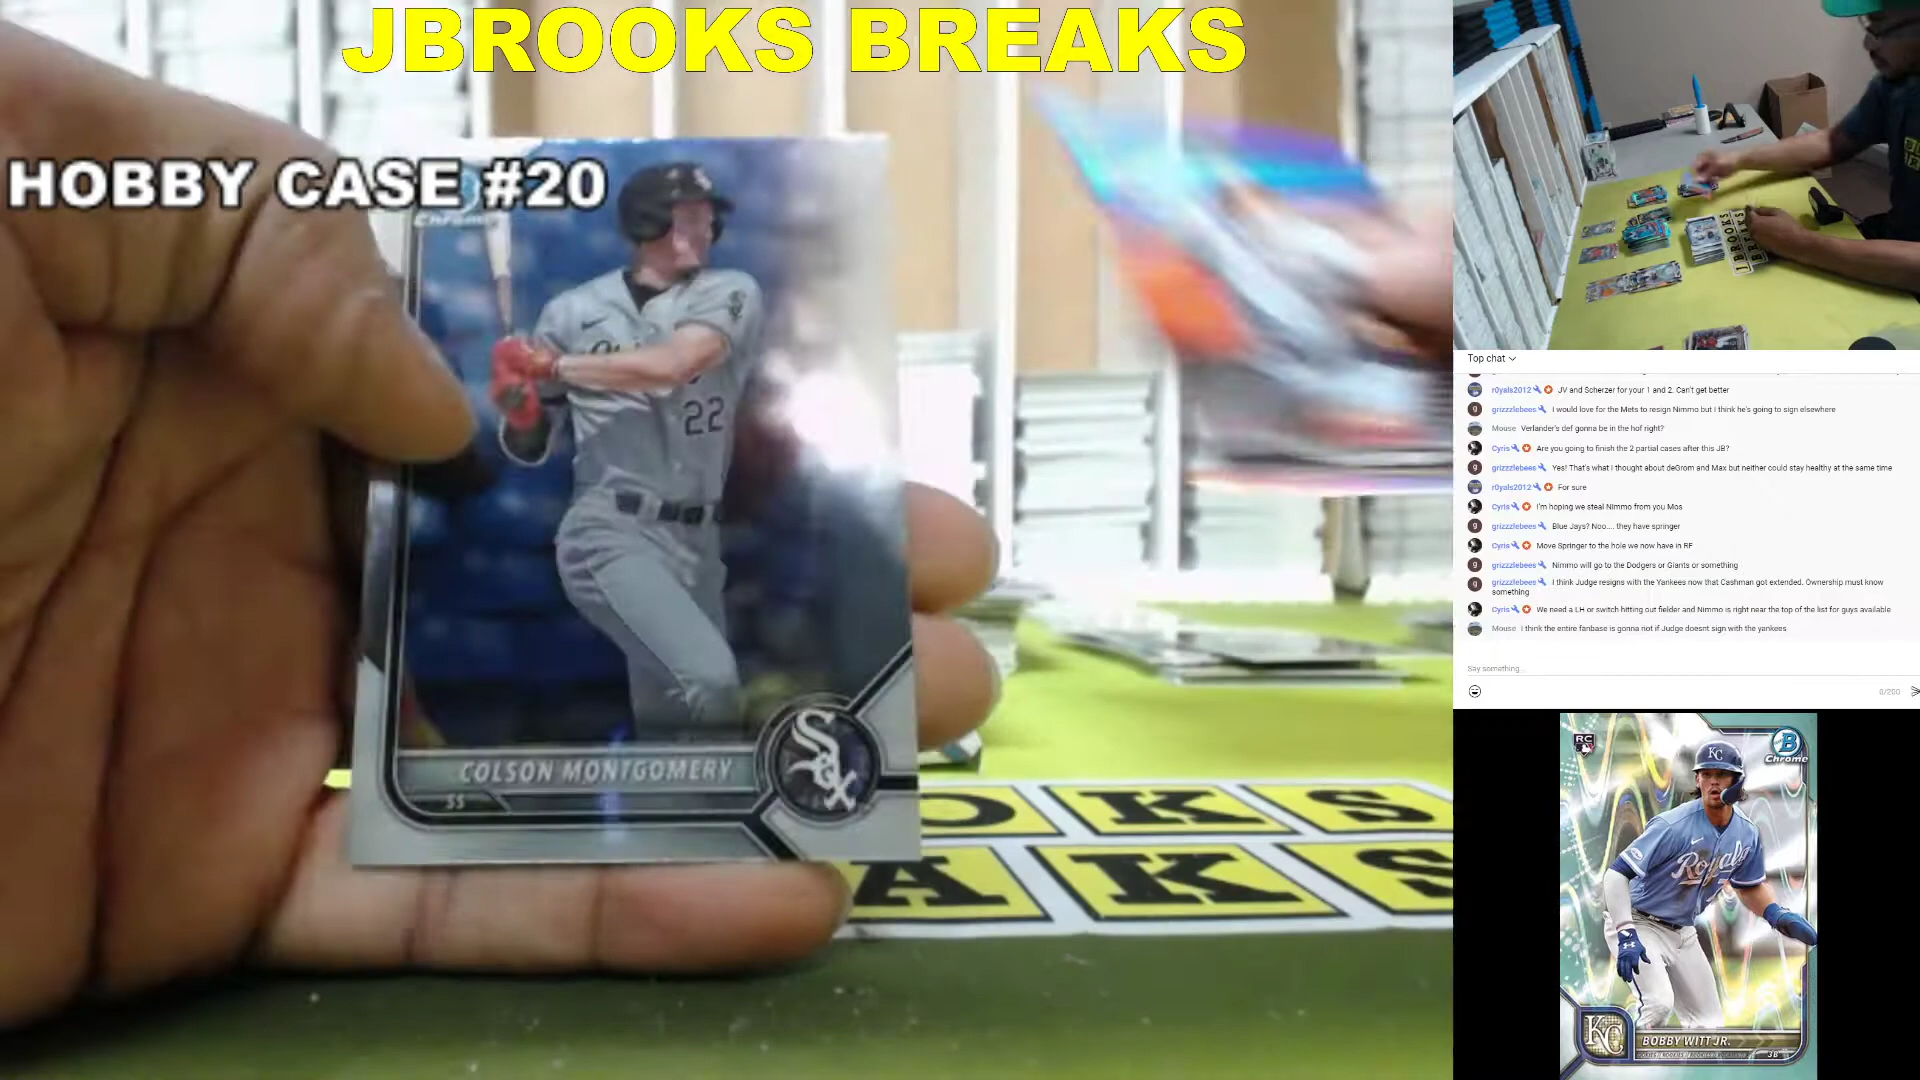 JBROOKS BREAKS
HOBBY CASE #20
Chrome
22
COLSON MONTGOMERY
SS
Sox
O K S
A K S
BROOKS
Top chat
r0yals2012 JV and Scherzer for your 1 and 2. Can't get better
grizzzlebees I would love for the Mets to resign Nimmo but I think he's going to sign elsewhere
Mouse Verlander's def gonna be in the hof right?
Cyris Are you going to finish the 2 partial cases after this JB?
grizzzlebees Yes! That's what I thought about deGrom and Max but neither could stay healthy at the same time
r0yals2012 For sure
Cyris I'm hoping we steal Nimmo from you Mos
grizzzlebees Blue Jays? Noo.... they have springer
Cyris Move Springer to the hole we now have in RF
grizzzlebees Nimmo will go to the Dodgers or Giants or something
grizzzlebees I think Judge resigns with the Yankees now that Cashman got extended. Ownership must know
something
Cyris We need a LH or switch hitting out fielder and Nimmo is right near the top of the list for guys available
Mouse I think the entire fanbase is gonna riot if Judge doesnt sign with the yankees
Say something...
0/200
RC
B
Chrome
KC
Royals
KC
BOBBY WITT JR.
3B